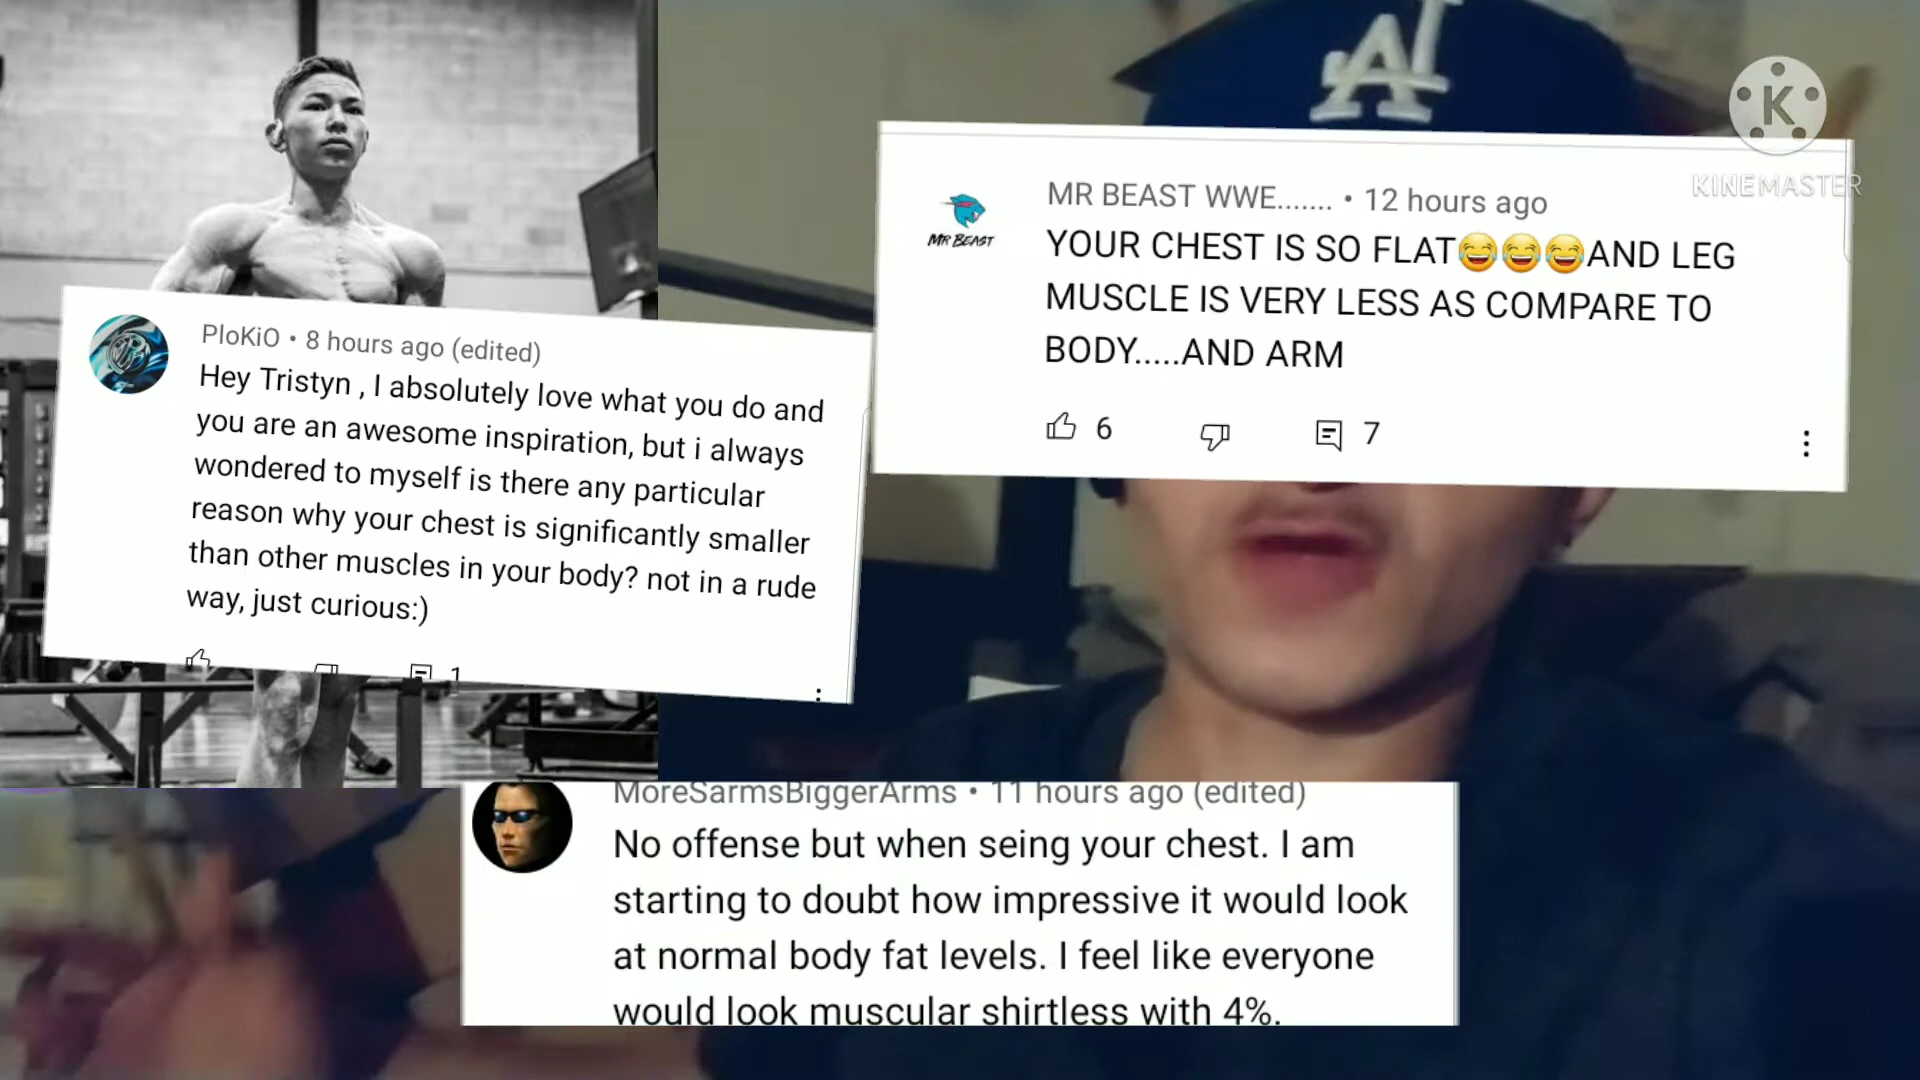 LA
KINEMASTER
MR BEAST
MR BEAST WWE....... • 12 hours ago
YOUR CHEST IS SO FLAT😂😂😂AND LEG
MUSCLE IS VERY LESS AS COMPARE TO
BODY.....AND ARM
6 7
PloKiO • 8 hours ago (edited)
Hey Tristyn , I absolutely love what you do and
you are an awesome inspiration, but i always
wondered to myself is there any particular
reason why your chest is significantly smaller
than other muscles in your body? not in a rude
way, just curious:)
1
MoreSarmsBiggerArms • 11 hours ago (edited)
No offense but when seing your chest. I am
starting to doubt how impressive it would look
at normal body fat levels. I feel like everyone
would look muscular shirtless with 4%.